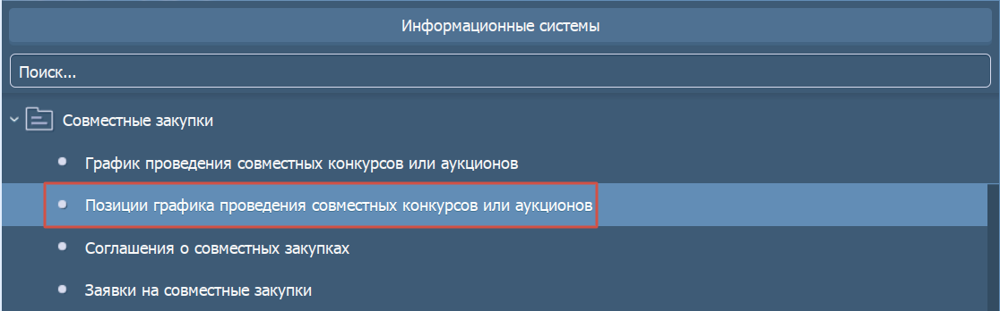 Информационные системы
Поиск...
Совместные закупки
График проведения совместных конкурсов или аукционов
Позиции графика проведения совместных конкурсов или аукционов
Соглашения о совместных закупках
Заявки на совместные закупки